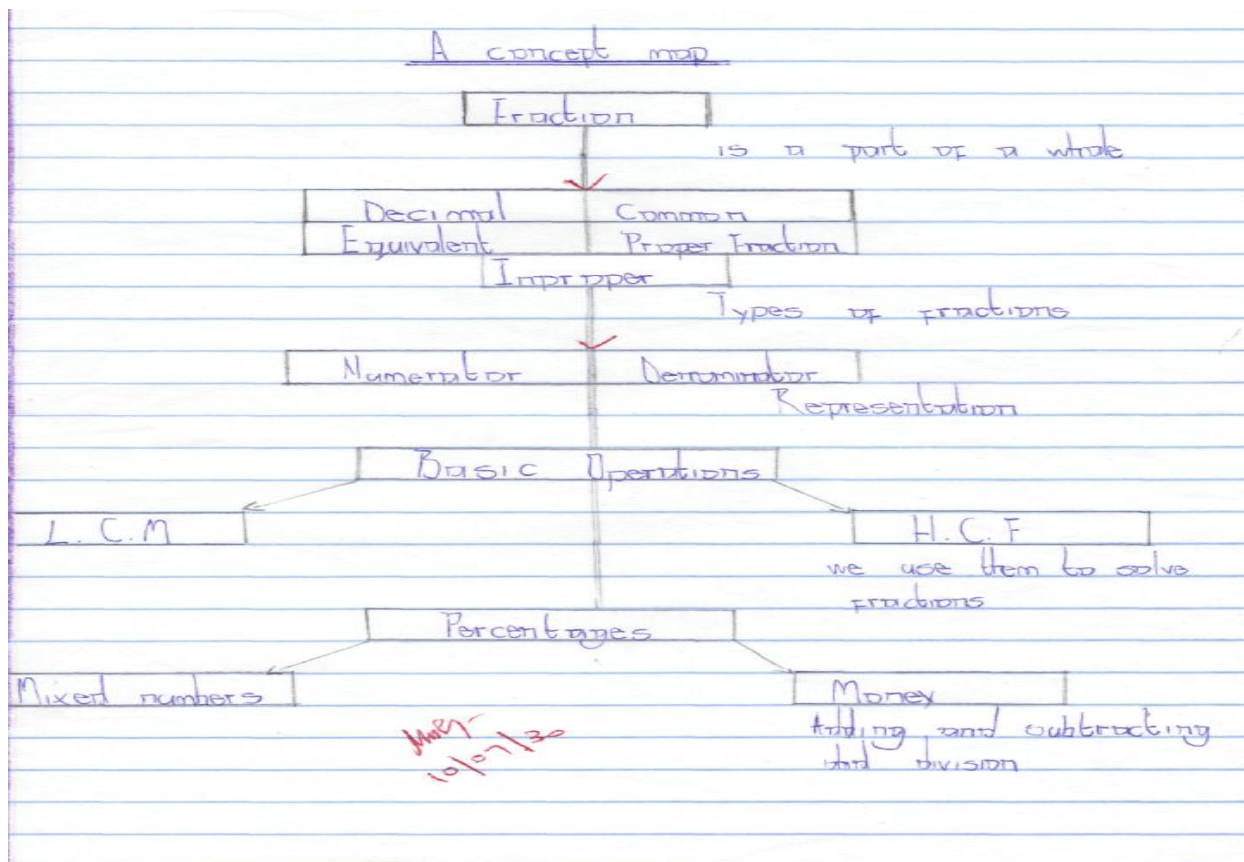 A concept map
Fraction
is a part of a whole
Decimal Common
Equivalent Proper Fraction
Improper
Types of fractions
Numerator Denuminator
Representation
Basic Operations
L.C.M H.C.F
we use them to solve
fractions
Percentages
Mixed numbers Money
Adding and subtracting
and division
10/07/30